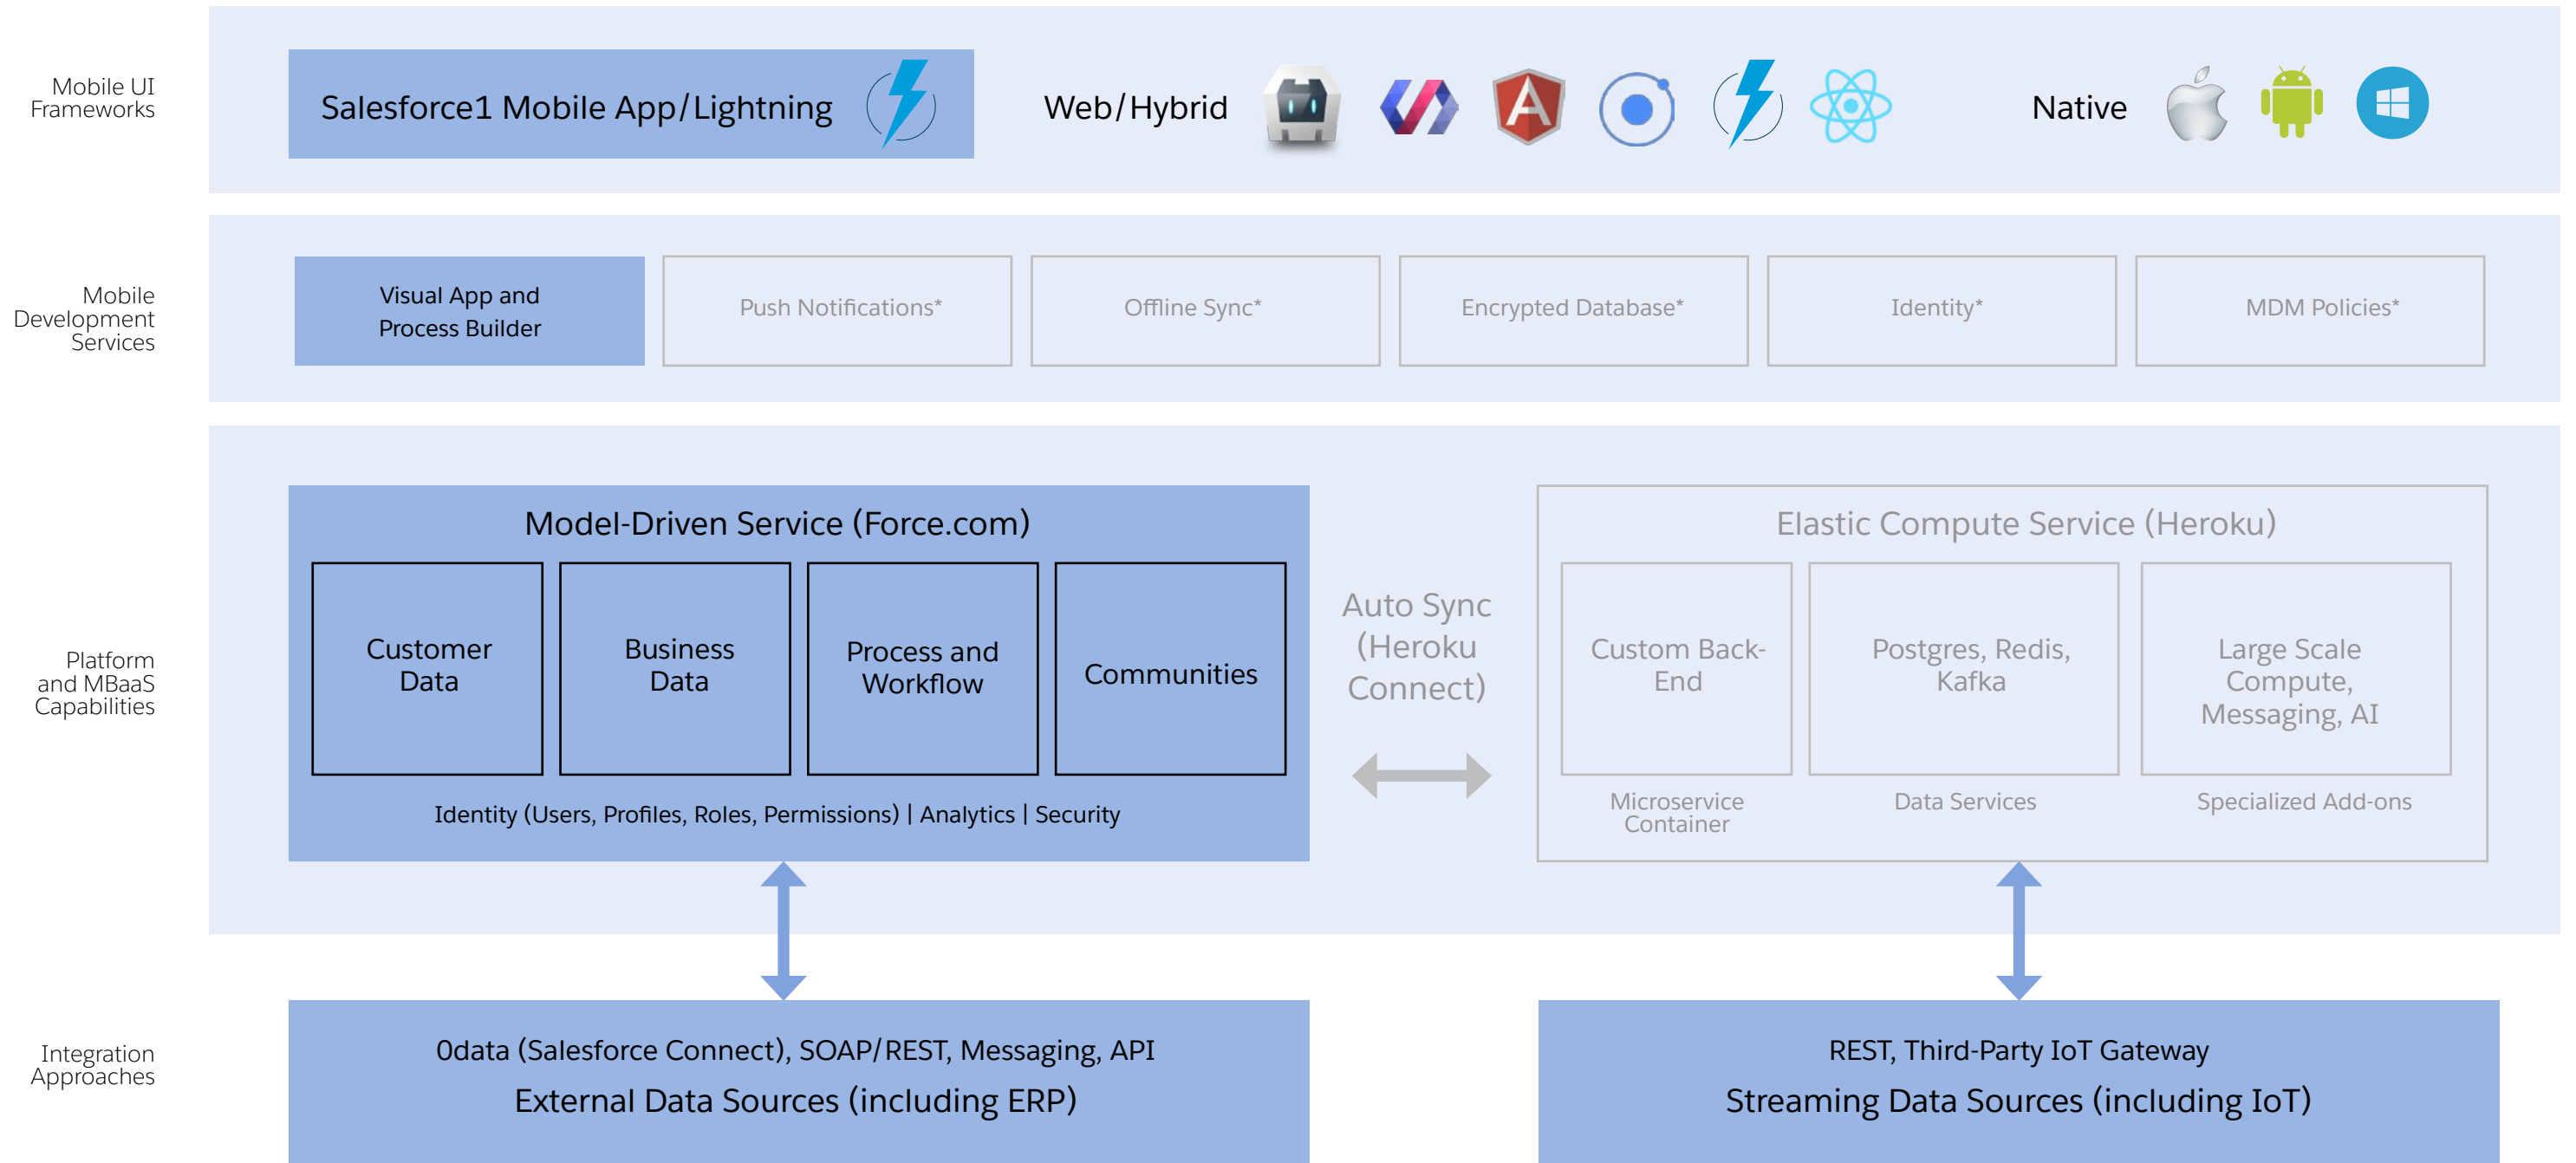 Mobile UI
Frameworks
Salesforce1 Mobile App/Lightning
Web/Hybrid
Native
Mobile
Development
Services
Visual App and
Process Builder
Push Notifications*
Offline Sync*
Encrypted Database*
Identity*
MDM Policies*
Platform
and MBaaS
Capabilities
Model-Driven Service (Force.com)
Customer
Data
Business
Data
Process and
Workflow
Communities
Identity (Users, Profiles, Roles, Permissions) | Analytics | Security
Auto Sync
(Heroku
Connect)
Elastic Compute Service (Heroku)
Custom Back-
End
Postgres, Redis,
Kafka
Large Scale
Compute,
Messaging, AI
Microservice
Container
Data Services
Specialized Add-ons
Integration
Approaches
0data (Salesforce Connect), SOAP/REST, Messaging, API
External Data Sources (including ERP)
REST, Third-Party IoT Gateway
Streaming Data Sources (including IoT)